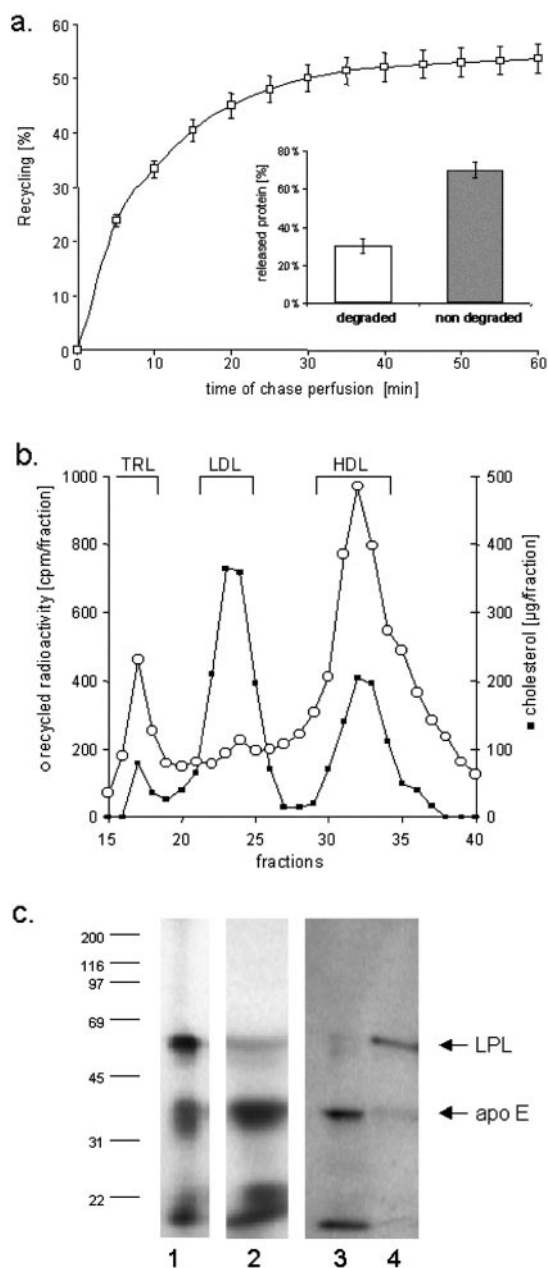 a.
Recycling [%]
60
50
40
30
20
10
0
0 10 20 30 40 50 60
time of chase perfusion [min]
released protein [%]
80%
60%
40%
20%
0%
degraded non degraded
b.
TRL LDL HDL
○ recycled radioactivity [cpm/fraction]
1000
800
600
400
200
0
500
400
300
200
100
0
■ cholesterol [µg/fraction]
15 20 25 30 35 40
fractions
c.
200
116
97
69
45
31
22
LPL
apo E
1 2 3 4